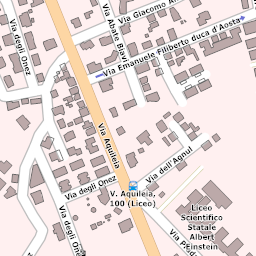 Via Giacomo
Via Abate Biavi
Via degli Onez
Via Emanuele Filiberto duca d'Aosta
Via degli Onez
Via Aquileia
Via dell'Agnul
Via degli Onez
V. Aquileia,
100 (Liceo)
Liceo
Scientifico
Statale
Albert
Einstein